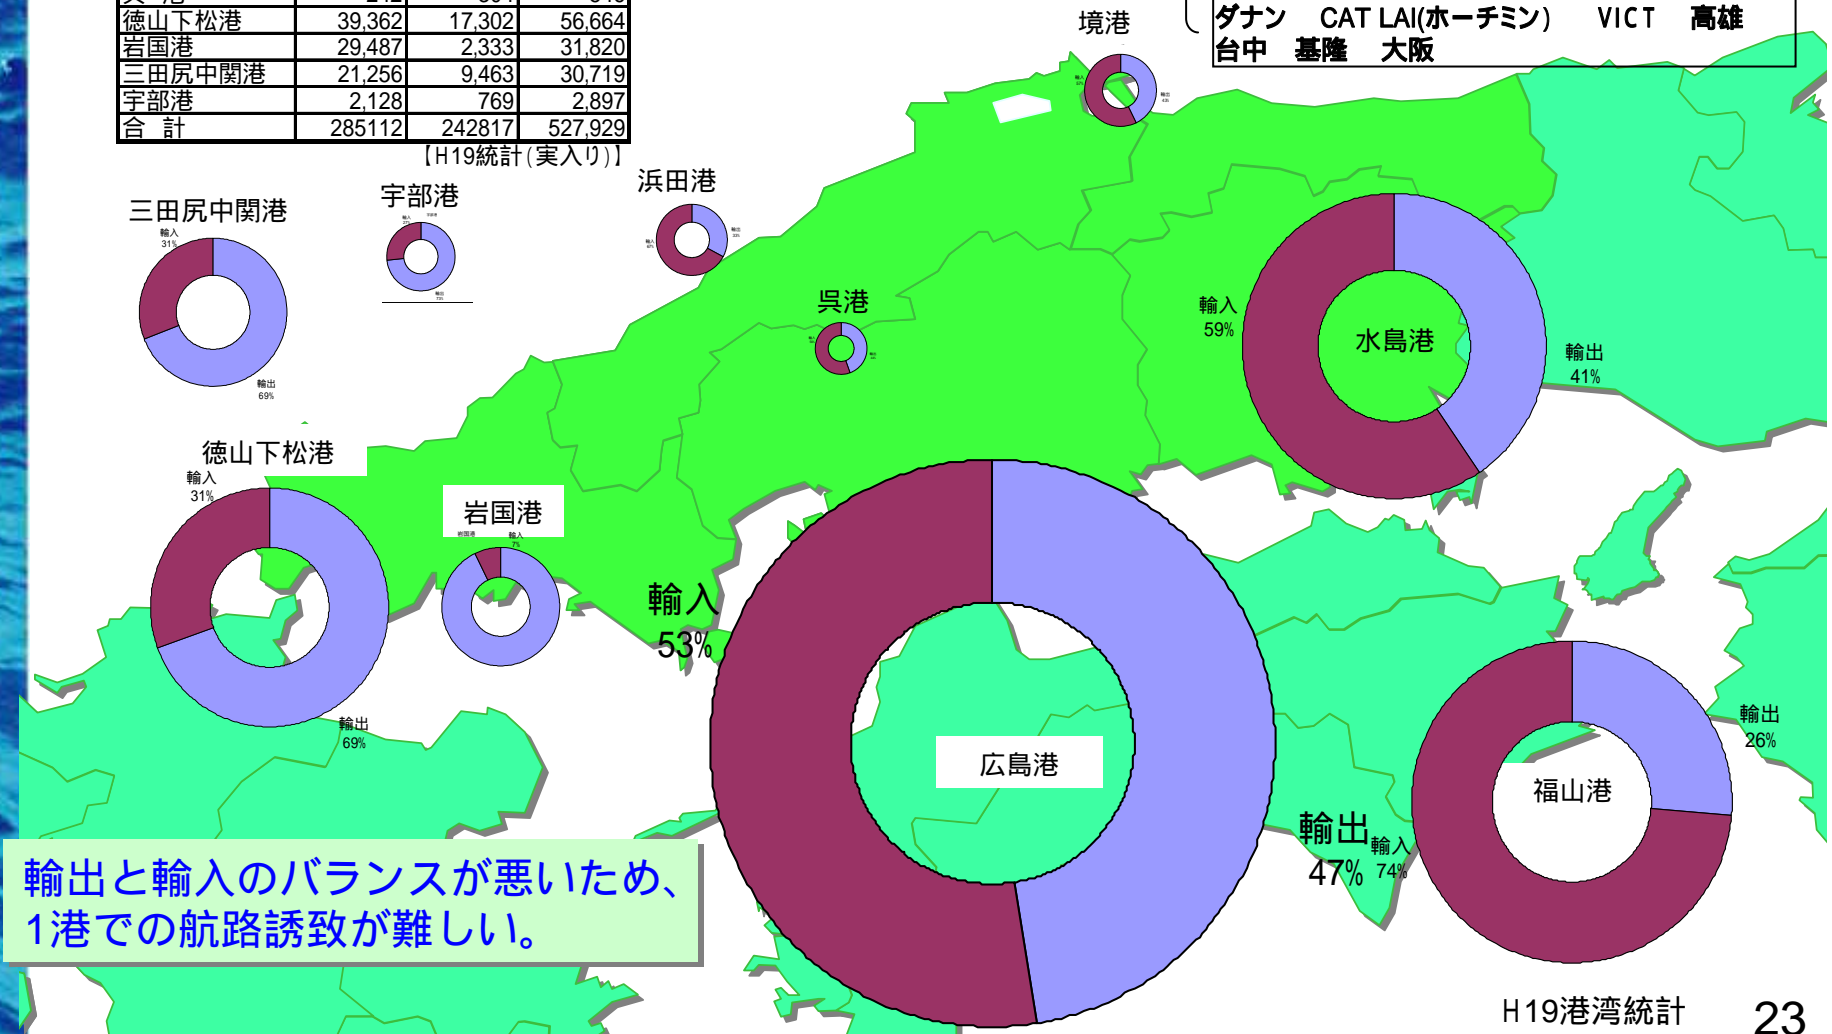 徳山下松港 39,362 17,302 56,664
岩国港 29,487 2,333 31,820
三田尻中関港 21,256 9,463 30,719
宇部港 2,128 769 2,897
合 計 285112 242817 527,929
【H19統計(実入り)】
ダナン CAT LAI(ホーチミン) VICT 高雄
台中 基隆 大阪
境港
三田尻中関港
輸入
31%
輸出
69%
宇部港
浜田港
呉港
輸入
59%
水島港
輸出
41%
徳山下松港
輸入
31%
輸出
69%
岩国港
岩国港
輸入
7%
輸入
53%
広島港
輸出
47%
輸出
26%
福山港
輸入
74%
輸出と輸入のバランスが悪いため、
1港での航路誘致が難しい。
H19港湾統計
23